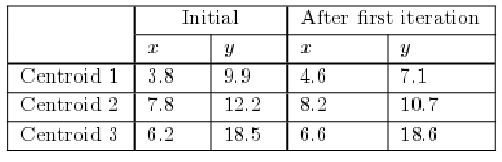 Initial After first iteration
x y x y
Centroid 1 3.8 9.9 4.6 7.1
Centroid 2 7.8 12.2 8.2 10.7
Centroid 3 6.2 18.5 6.6 18.6